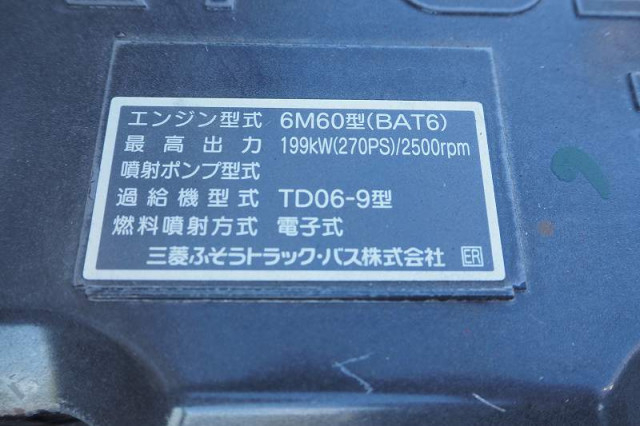 エンジン型式 6M60型(BAT6)
最高出力 199kW(270PS)/2500rpm
噴射ポンプ型式
過給機型式 TD06-9型
燃料噴射方式 電子式
三菱ふそうトラック・バス株式会社 ER